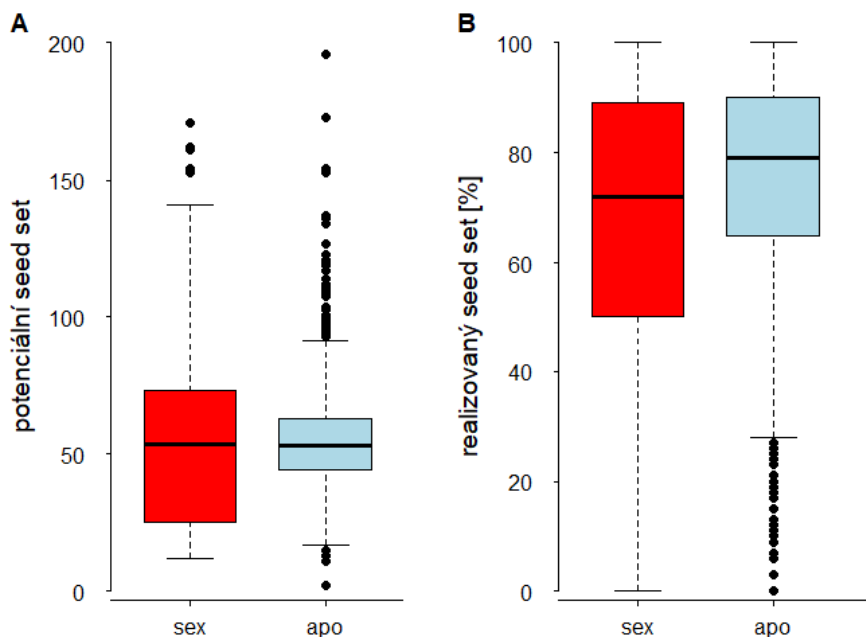 A
potenciální seed set
200
150
100
50
0
sex apo
B
realizovaný seed set [%]
100
80
60
40
20
0
sex apo